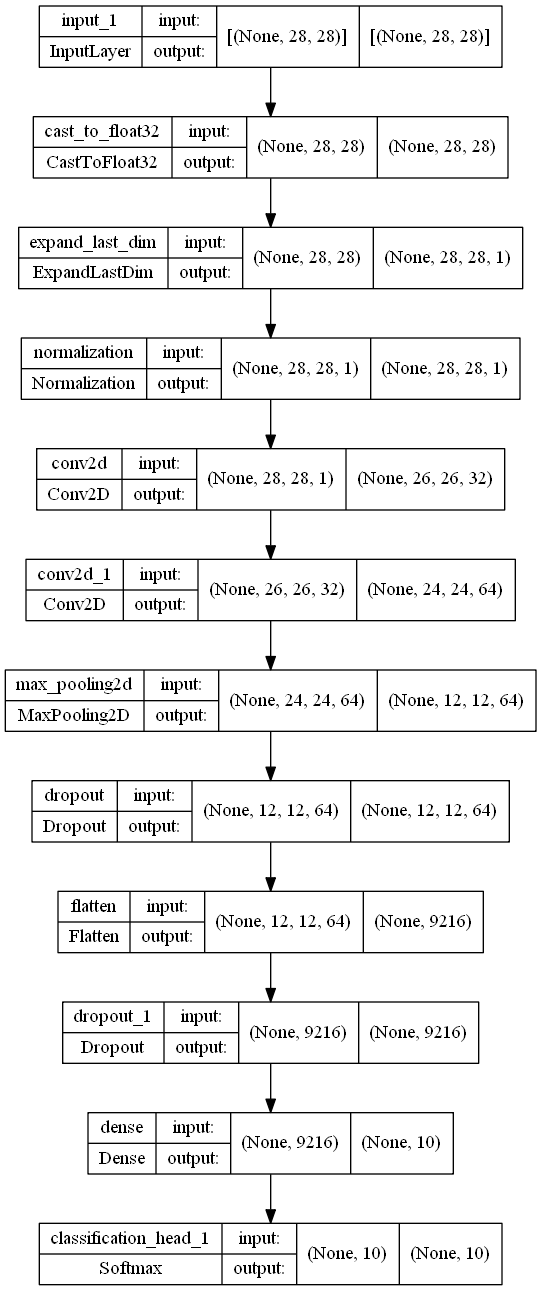 input_1 input: [(None, 28, 28)] [(None, 28, 28)]
InputLayer output:
cast_to_float32 input: (None, 28, 28) (None, 28, 28)
CastToFloat32 output:
expand_last_dim input: (None, 28, 28) (None, 28, 28, 1)
ExpandLastDim output:
normalization input: (None, 28, 28, 1) (None, 28, 28, 1)
Normalization output:
conv2d input: (None, 28, 28, 1) (None, 26, 26, 32)
Conv2D output:
conv2d_1 input: (None, 26, 26, 32) (None, 24, 24, 64)
Conv2D output:
max_pooling2d input: (None, 24, 24, 64) (None, 12, 12, 64)
MaxPooling2D output:
dropout input: (None, 12, 12, 64) (None, 12, 12, 64)
Dropout output:
flatten input: (None, 12, 12, 64) (None, 9216)
Flatten output:
dropout_1 input: (None, 9216) (None, 9216)
Dropout output:
dense input: (None, 9216) (None, 10)
Dense output:
classification_head_1 input: (None, 10) (None, 10)
Softmax output: